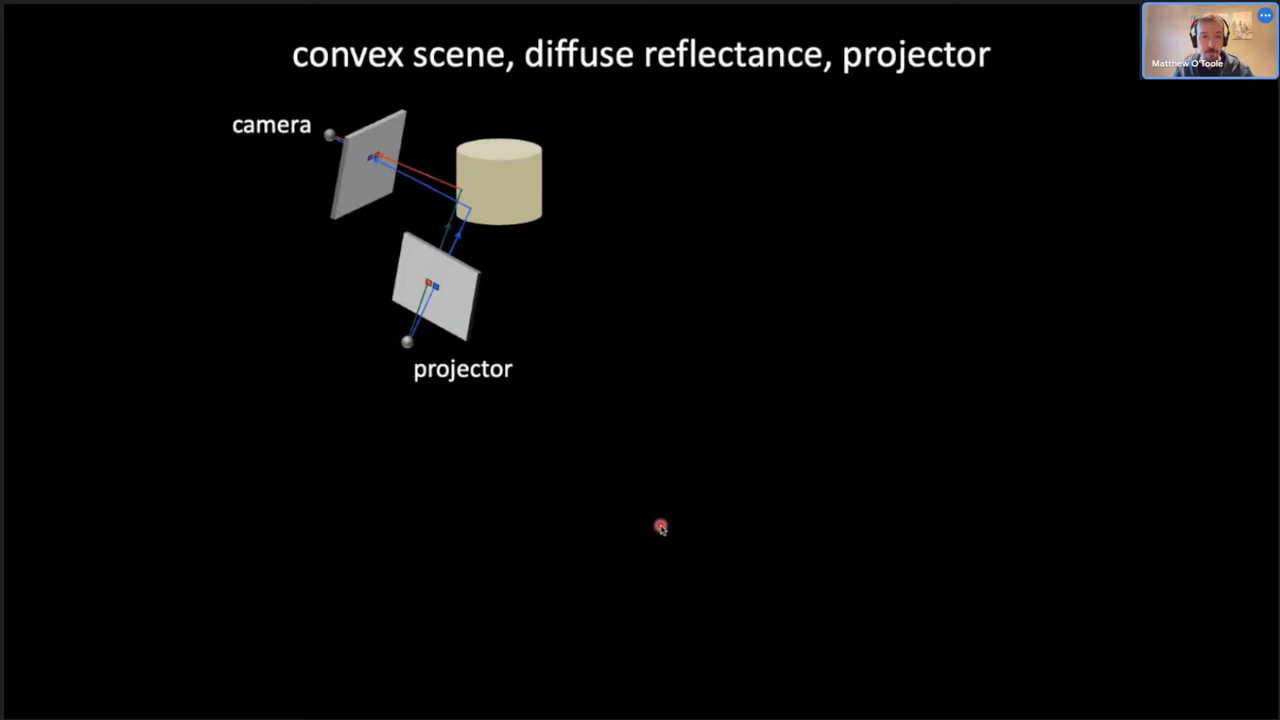 convex scene, diffuse reflectance, projector
Matthew O'Toole
camera
projector